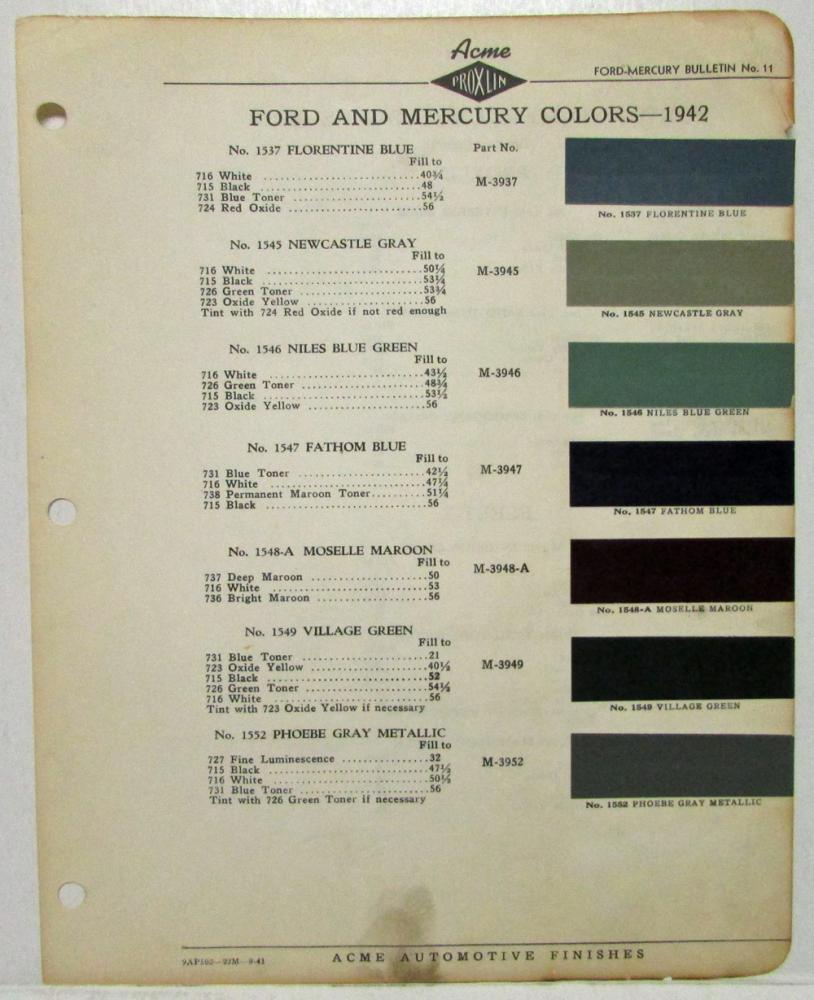 Acme
PROXLIN
FORD-MERCURY BULLETIN No. 11
FORD AND MERCURY COLORS—1942
No. 1537 FLORENTINE BLUE
Part No.
Fill to
716 White ........................40¾
715 Black ........................48
731 Blue Toner ...................54½
724 Red Oxide ....................56
M-3937
No. 1537 FLORENTINE BLUE
No. 1545 NEWCASTLE GRAY
Fill to
716 White ........................50¼
715 Black ........................53¼
726 Green Toner ..................53¾
723 Oxide Yellow .................56
Tint with 724 Red Oxide if not red enough
M-3945
No. 1545 NEWCASTLE GRAY
No. 1546 NILES BLUE GREEN
Fill to
716 White ........................43½
726 Green Toner ..................48¾
715 Black ........................53½
723 Oxide Yellow .................56
M-3946
No. 1546 NILES BLUE GREEN
No. 1547 FATHOM BLUE
Fill to
731 Blue Toner ...................42½
716 White ........................47¼
738 Permanent Maroon Toner..........51¼
715 Black ........................56
M-3947
No. 1547 FATHOM BLUE
No. 1548-A MOSELLE MAROON
Fill to
737 Deep Maroon ..................50
716 White ........................53
736 Bright Maroon ................56
M-3948-A
No. 1548-A MOSELLE MAROON
No. 1549 VILLAGE GREEN
Fill to
731 Blue Toner ...................21
723 Oxide Yellow .................40½
715 Black ........................52
726 Green Toner ..................54½
716 White ........................56
Tint with 723 Oxide Yellow if necessary
M-3949
No. 1549 VILLAGE GREEN
No. 1552 PHOEBE GRAY METALLIC
Fill to
727 Fine Luminescence .............32
715 Black ........................47½
716 White ........................50½
731 Blue Toner ...................56
Tint with 726 Green Toner if necessary
M-3952
No. 1552 PHOEBE GRAY METALLIC
9-41
ACME AUTOMOTIVE FINISHES